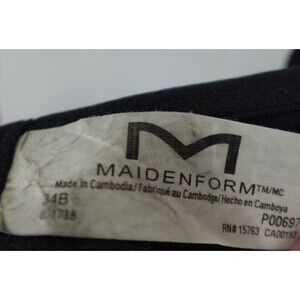 M
MAIDENFORM™/MC
Made in Cambodia/Fabriqué au Cambodge/Hecho en Camboya
34B
P00697
RN# 15763